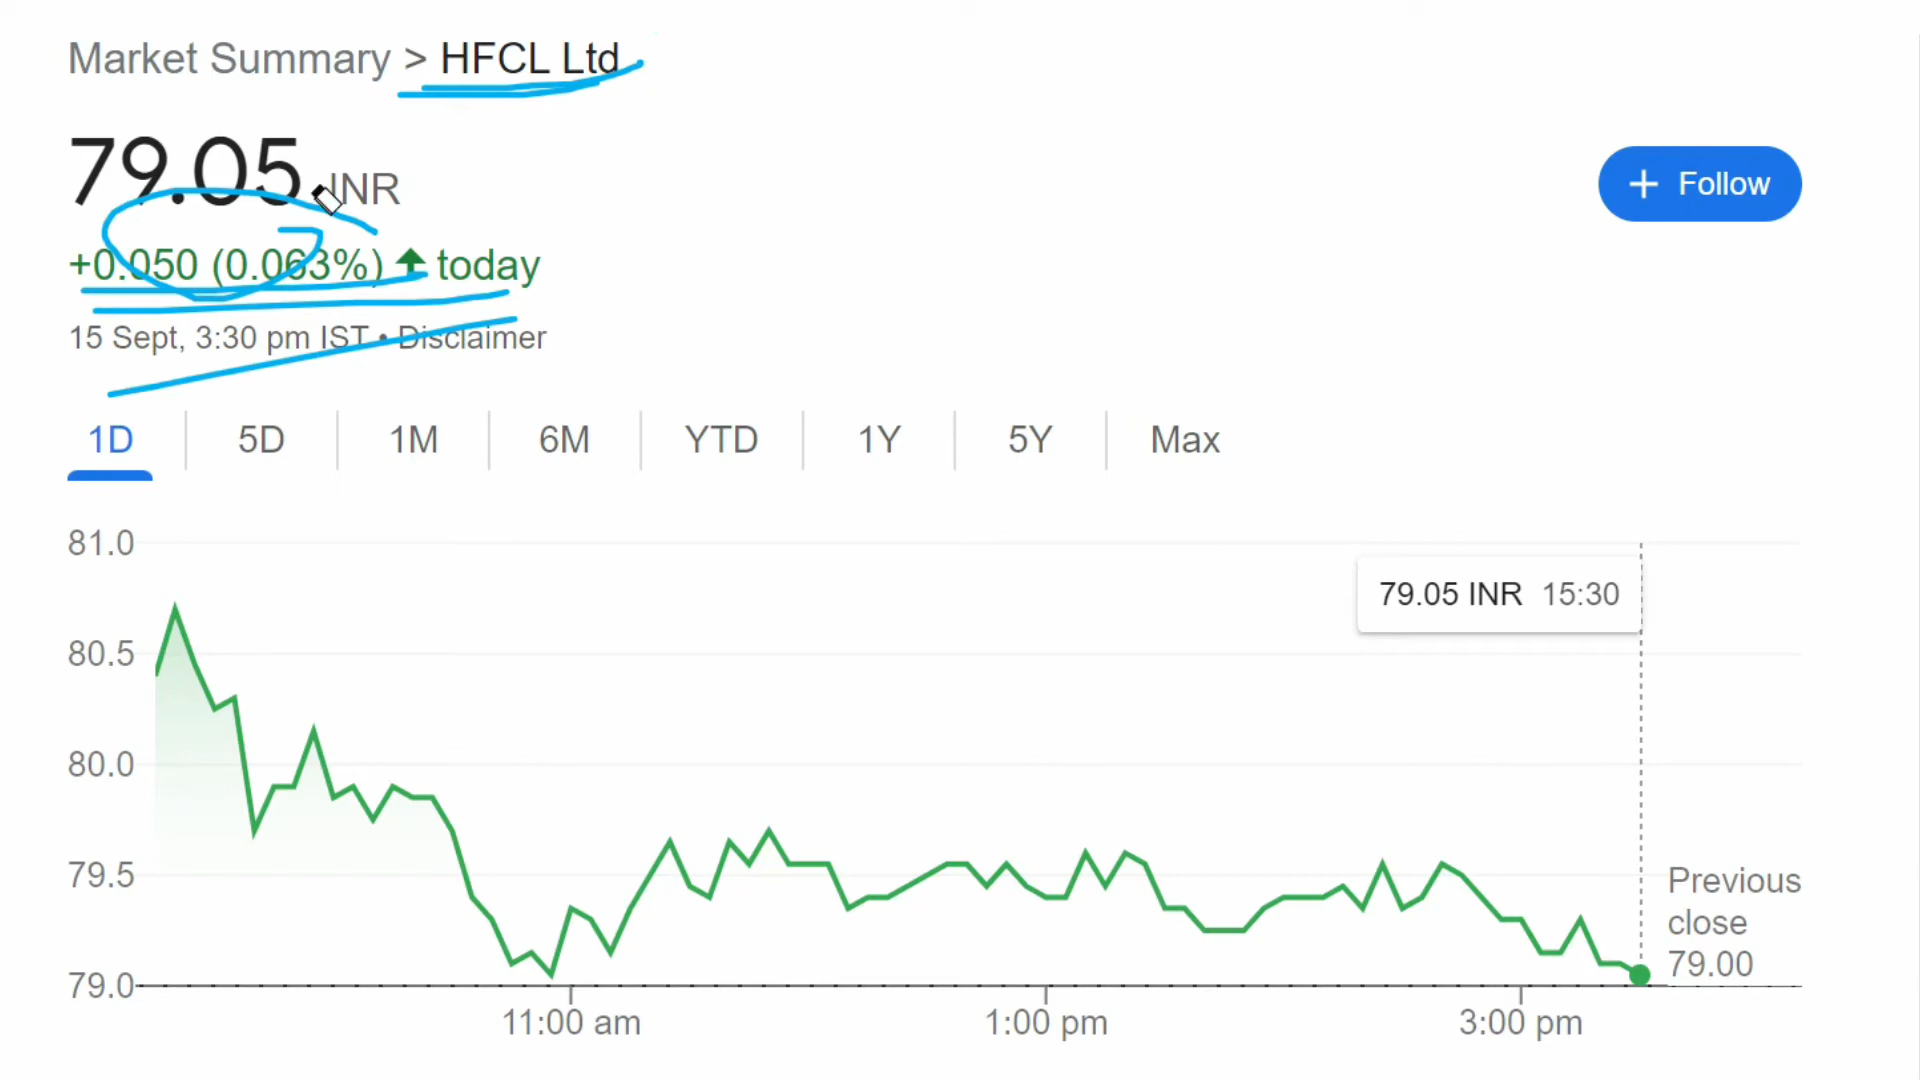 Market Summary > HFCL Ltd
79.05 INR
+ Follow
+0.050 (0.063%) ↑ today
15 Sept, 3:30 pm IST • Disclaimer
1D 5D 1M 6M YTD 1Y 5Y Max
81.0
79.05 INR 15:30
80.5
80.0
79.5
Previous
close
79.00
79.0
11:00 am 1:00 pm 3:00 pm